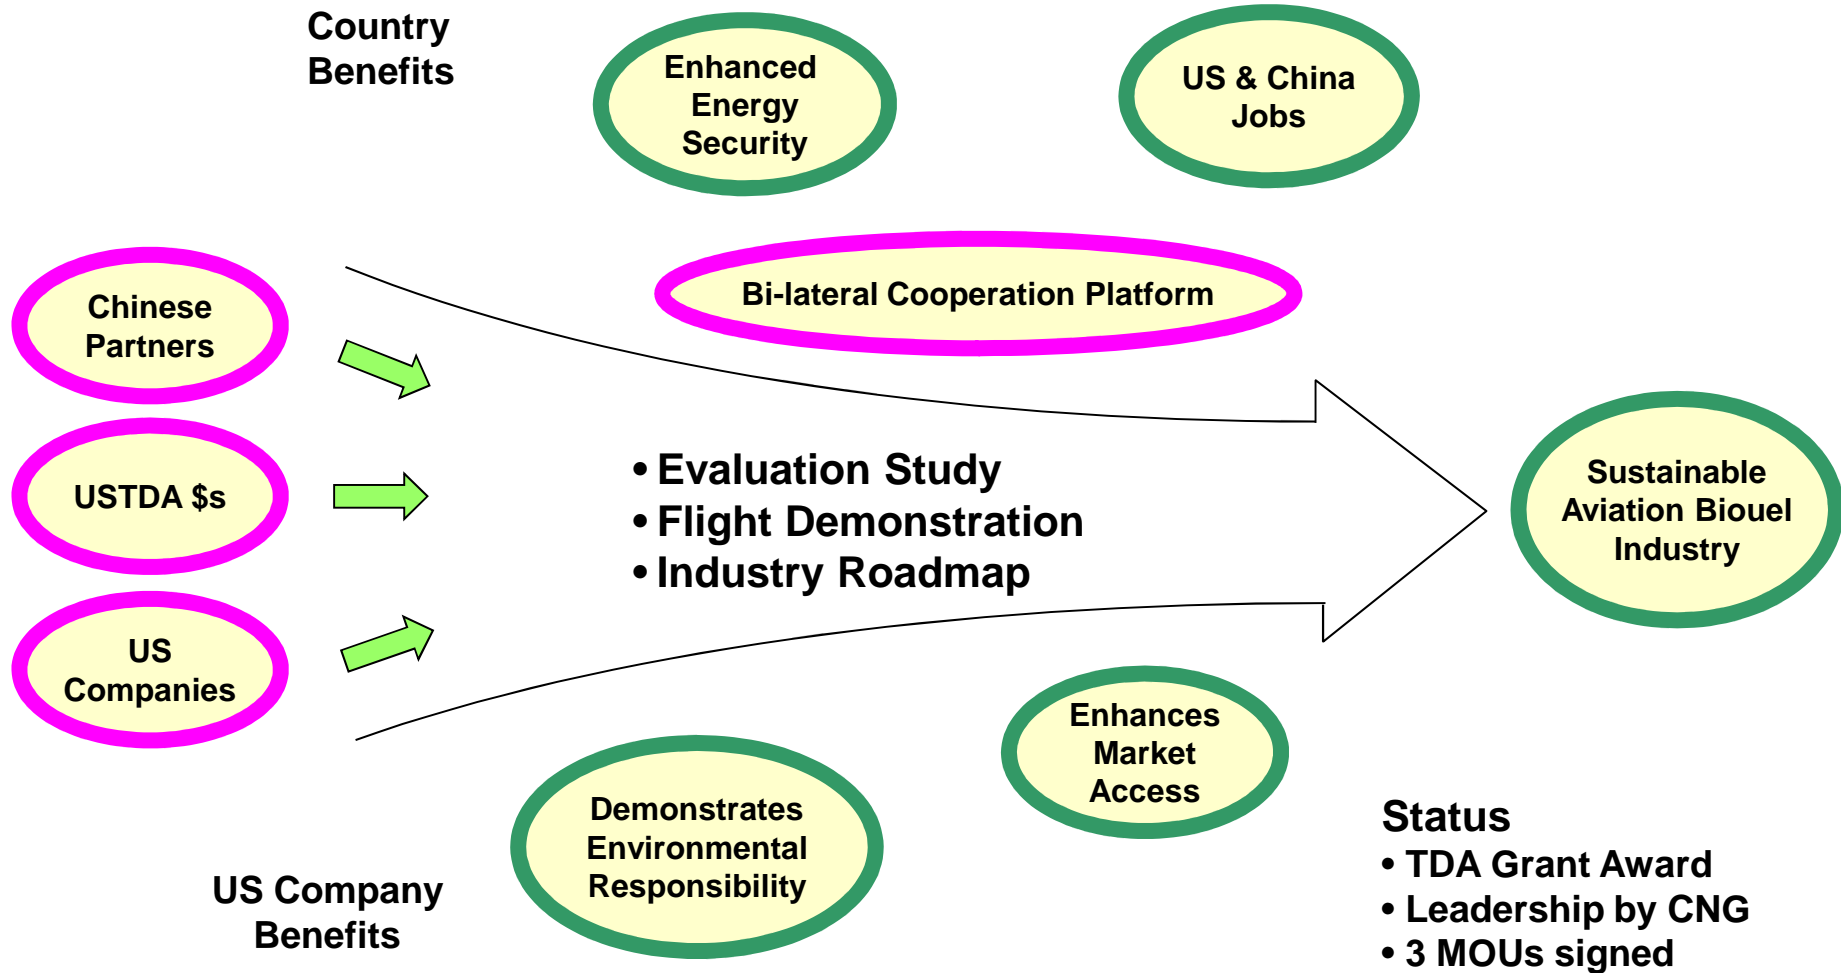 Country
Benefits
Enhanced
Energy
Security
US & China
Jobs
Bi-lateral Cooperation Platform
Chinese
Partners
USTDA $s
US
Companies
• Evaluation Study
• Flight Demonstration
• Industry Roadmap
Sustainable
Aviation Biouel
Industry
Enhances
Market
Access
Demonstrates
Environmental
Responsibility
US Company
Benefits
Status
• TDA Grant Award
• Leadership by CNG
• 3 MOUs signed